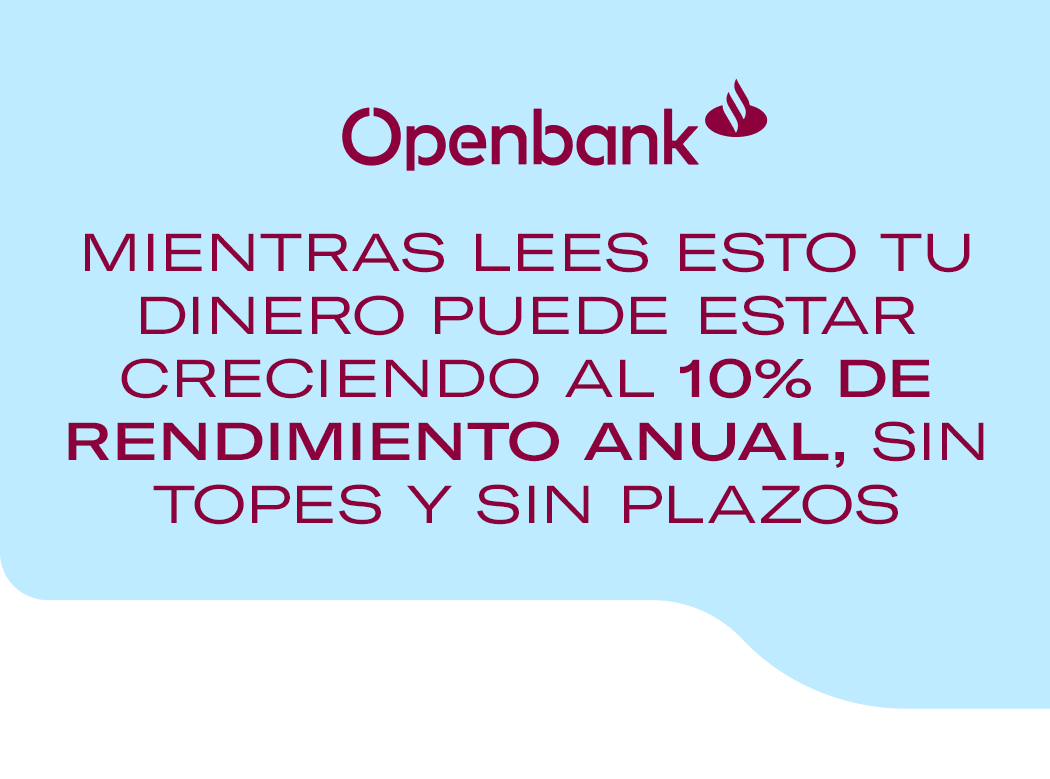 Openbank
MIENTRAS LEES ESTO TU
DINERO PUEDE ESTAR
CRECIENDO AL 10% DE
RENDIMIENTO ANUAL, SIN
TOPES Y SIN PLAZOS